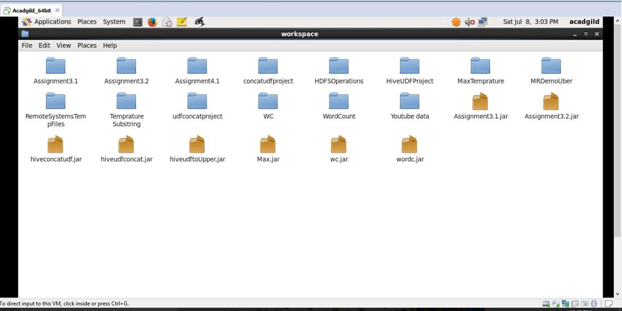 Acadgild_64bit
Applications Places System Sat Jul 8, 3:03 PM acadgild
workspace
File Edit View Places Help
Assignment3.1 Assignment3.2 Assignment4.1 concatudfproject HDFSOperations HiveUDFProject MaxTemprature MRDemoUber
RemoteSystemsTem Temprature udfconcatproject WC WordCount Youtube data Assignment3.1.jar Assignment3.2.jar
pFiles Substring
hiveconcatudf.jar hiveudfconcat.jar hiveudftoUpper.jar Max.jar wc.jar wordc.jar
To direct input to this VM, click inside or press Ctrl+G.